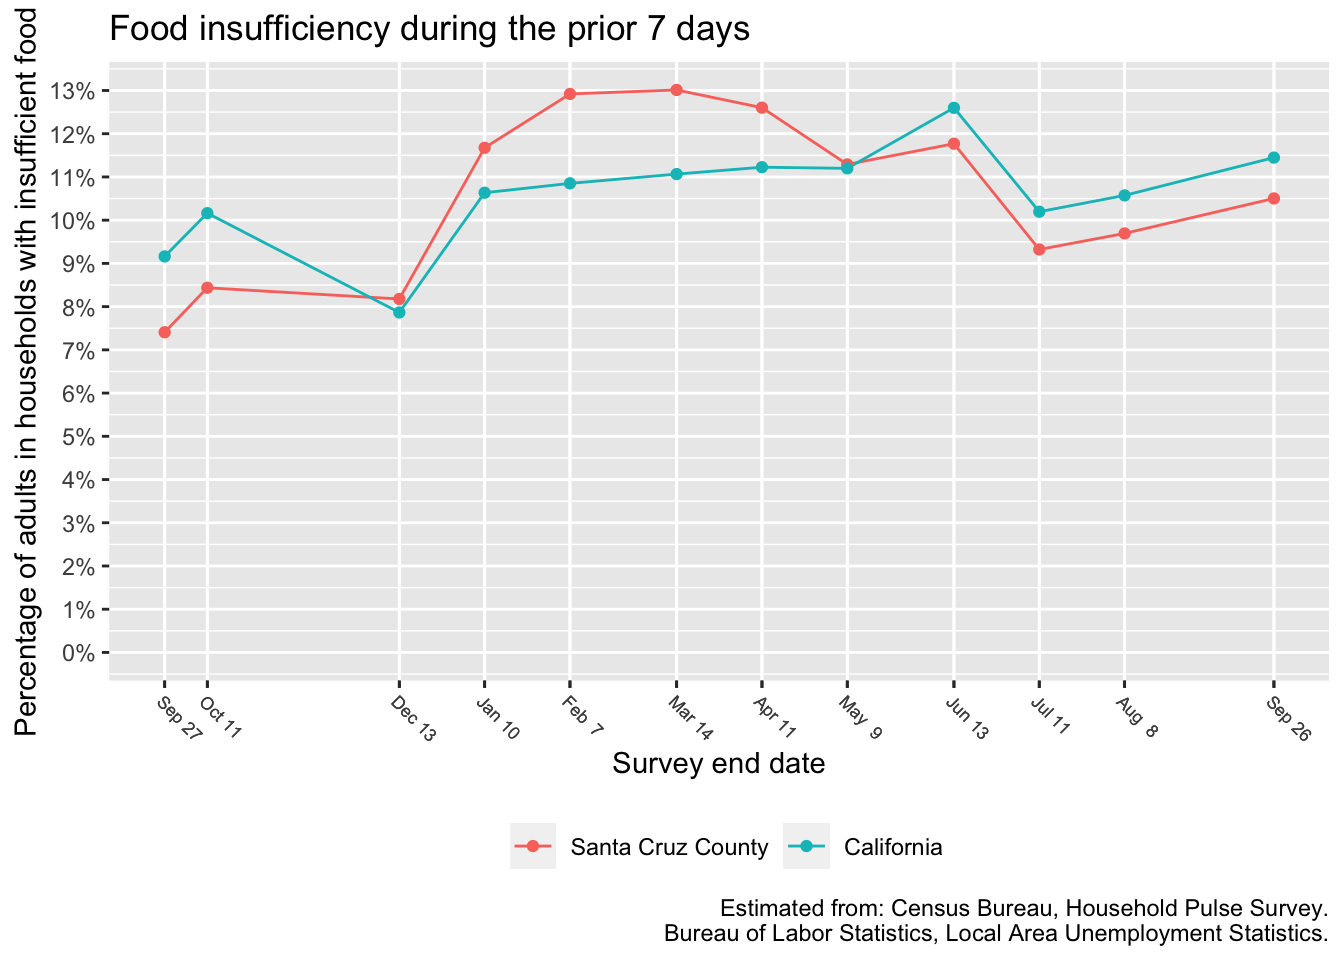 Food insufficiency during the prior 7 days
Percentage of adults in households with insufficient food
13%
12%
11%
10%
9%
8%
7%
6%
5%
4%
3%
2%
1%
0%
Sep 27
Oct 11
Dec 13
Jan 10
Feb 7
Mar 14
Apr 11
May 9
Jun 13
Jul 11
Aug 8
Sep 26
Survey end date
Santa Cruz County
California
Estimated from: Census Bureau, Household Pulse Survey.
Bureau of Labor Statistics, Local Area Unemployment Statistics.